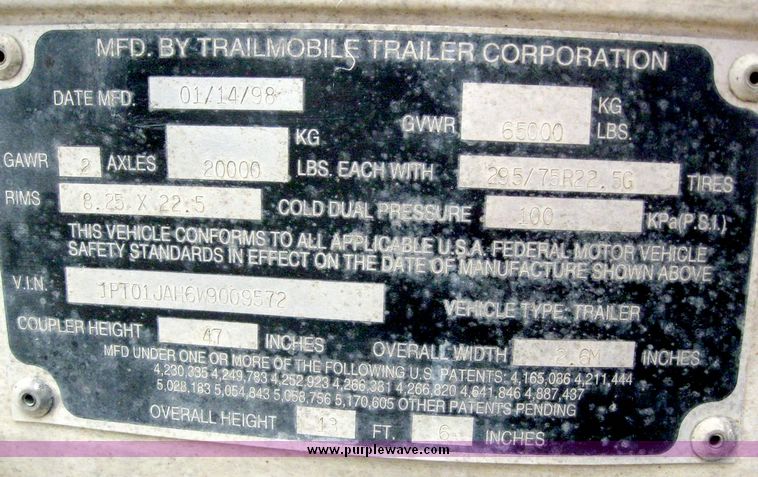 MFD. BY TRAILMOBILE TRAILER CORPORATION
DATE MFD. 01/14/98 KG
GVWR 65000 LBS.
KG
GAWR 2 AXLES 20000 LBS. EACH WITH 295/75R22.5G TIRES
RIMS 8.25 X 22.5 COLD DUAL PRESSURE 100 KPa(P.S.I.)
THIS VEHICLE CONFORMS TO ALL APPLICABLE U.S.A. FEDERAL MOTOR VEHICLE
SAFETY STANDARDS IN EFFECT ON THE DATE OF MANUFACTURE SHOWN ABOVE
V.I.N. 1PT01JAH6W9009572 VEHICLE TYPE: TRAILER
COUPLER HEIGHT 47 INCHES OVERALL WIDTH 2.6M INCHES
MFD UNDER ONE OR MORE OF THE FOLLOWING U.S. PATENTS: 4,165,086 4,211,444
4,230,335 4,249,783 4,252,923 4,266,381 4,266,820 4,641,846 4,887,437
5,028,183 5,054,843 5,058,756 5,170,605 OTHER PATENTS PENDING
OVERALL HEIGHT 13 FT. 6 INCHES
www.purplewave.com